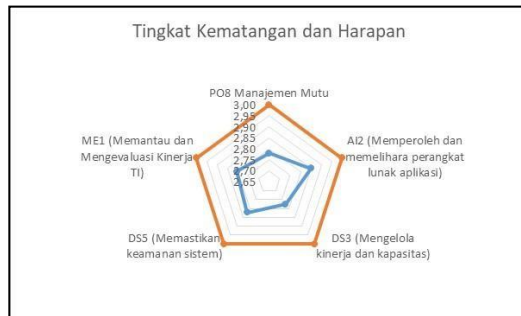 Tingkat Kematangan dan Harapan
PO8 Manajemen Mutu
3,00
2,95
2,90
2,85
2,80
2,75
2,70
2,65
ME1 (Memantau dan
Mengevaluasi Kinerja
TI)
AI2 (Memperoleh dan
memelihara perangkat
lunak aplikasi)
DS5 (Memastikan
keamanan sistem)
DS3 (Mengelola
kinerja dan kapasitas)